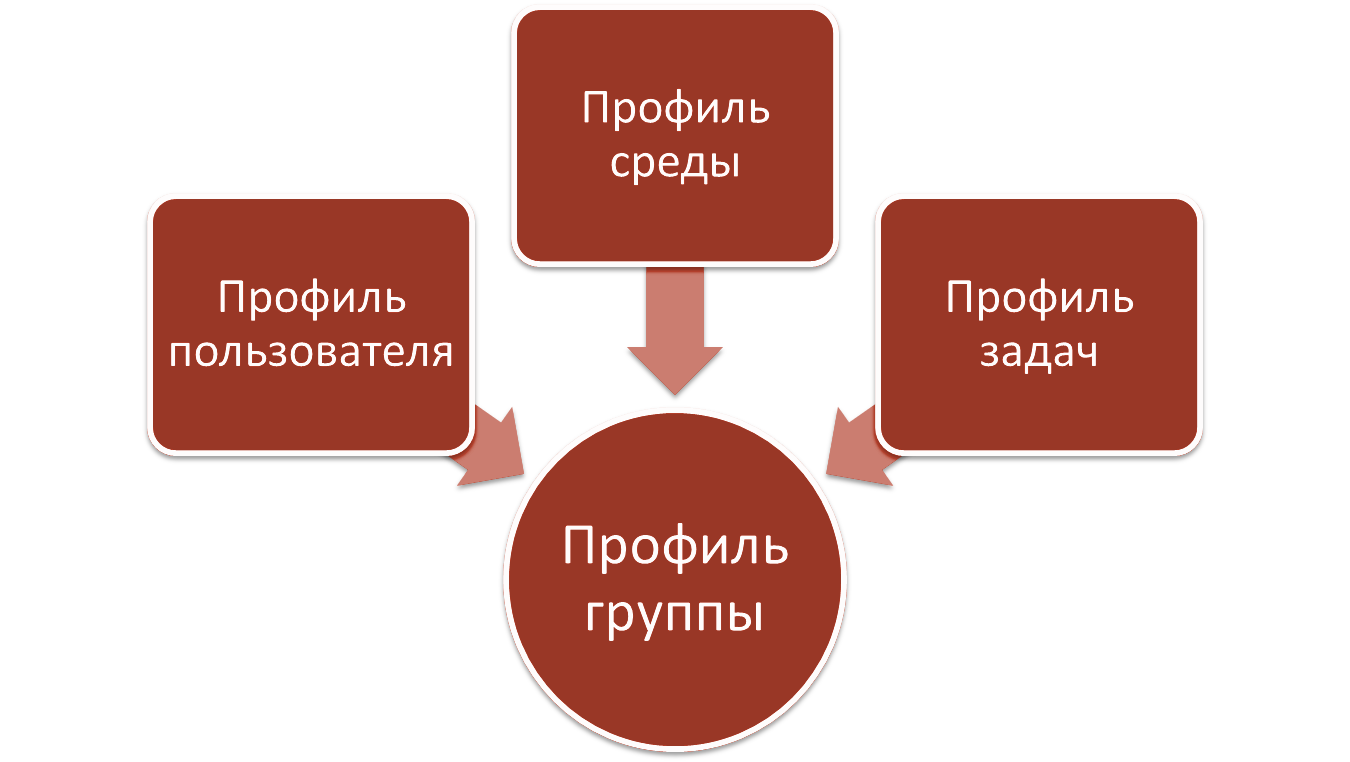 Профиль
среды
Профиль
пользователя
Профиль
задач
Профиль
группы